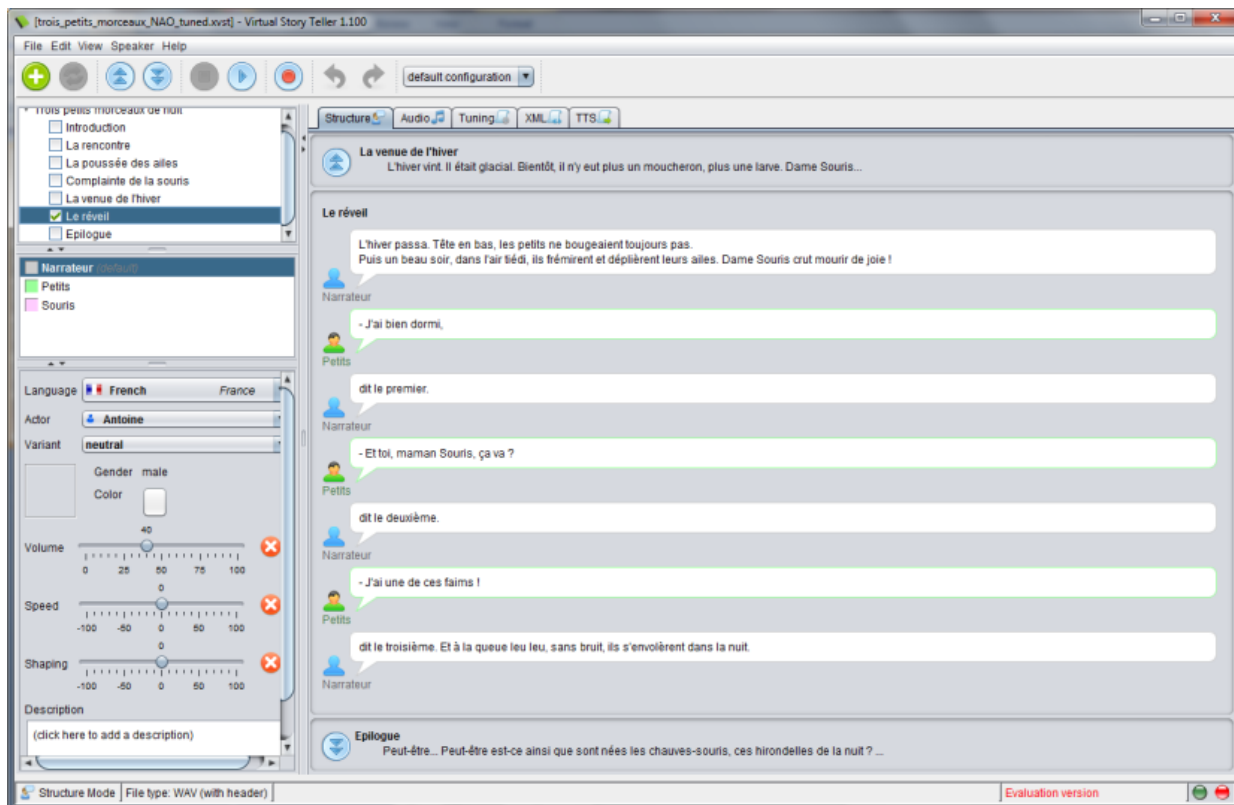 [trois_petits_morceaux_NAO_tuned.xvst] - Virtual Story Teller 1.100
File Edit View Speaker Help
default configuration
Trois petits morceaux de nuit
Introduction
La rencontre
La poussée des ailes
Complainte de la souris
La venue de l'hiver
Le réveil
Epilogue
Narrateur (default)
Petits
Souris
Language French France
Actor Antoine
Variant neutral
Gender male
Color
40
Volume
0 25 50 75 100
0
Speed
-100 -50 0 50 100
0
Shaping
-100 -50 0 50 100
Description
(click here to add a description)
Structure Audio Tuning XML TTS
La venue de l'hiver
L'hiver vint. Il était glacial. Bientôt, il n'y eut plus un moucheron, plus une larve. Dame Souris...
Le réveil
L'hiver passa. Tête en bas, les petits ne bougeaient toujours pas.
Puis un beau soir, dans l'air tiédi, ils frémirent et déplièrent leurs ailes. Dame Souris crut mourir de joie !
Narrateur
- J'ai bien dormi,
Petits
dit le premier.
Narrateur
- Et toi, maman Souris, ça va ?
Petits
dit le deuxième.
Narrateur
- J'ai une de ces faims !
Petits
dit le troisième. Et à la queue leu leu, sans bruit, ils s'envolèrent dans la nuit.
Narrateur
Epilogue
Peut-être... Peut-être est-ce ainsi que sont nées les chauves-souris, ces hirondelles de la nuit ? ...
Structure Mode File type: WAV (with header)
Evaluation version